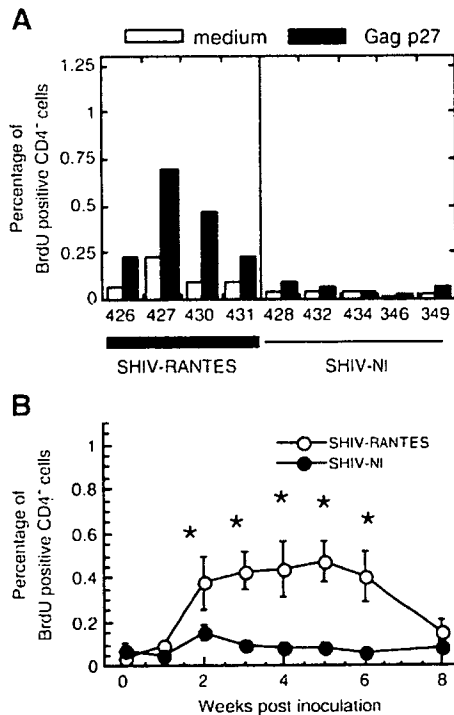 A
medium Gag p27
Percentage of
BrdU positive CD4⁻ cells
1.25
1
0.75
0.5
0.25
0
426 427 430 431 428 432 434 346 349
SHIV-RANTES SHIV-NI
B
Percentage of
BrdU positive CD4⁻ cells
1
0.8
0.6
0.4
0.2
0
SHIV-RANTES
SHIV-NI
* * * * *
0 2 4 6 8
Weeks post inoculation